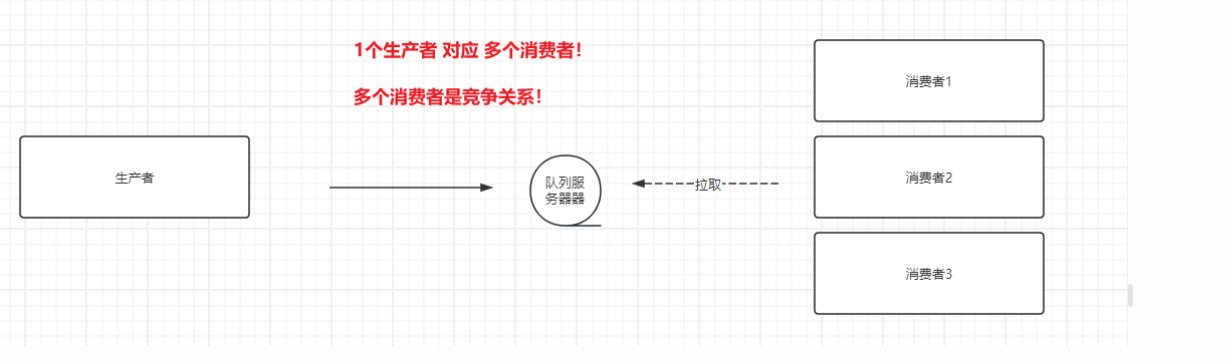 1个生产者 对应 多个消费者！
多个消费者是竞争关系！
生产者
队列服
务器器
拉取
消费者1
消费者2
消费者3